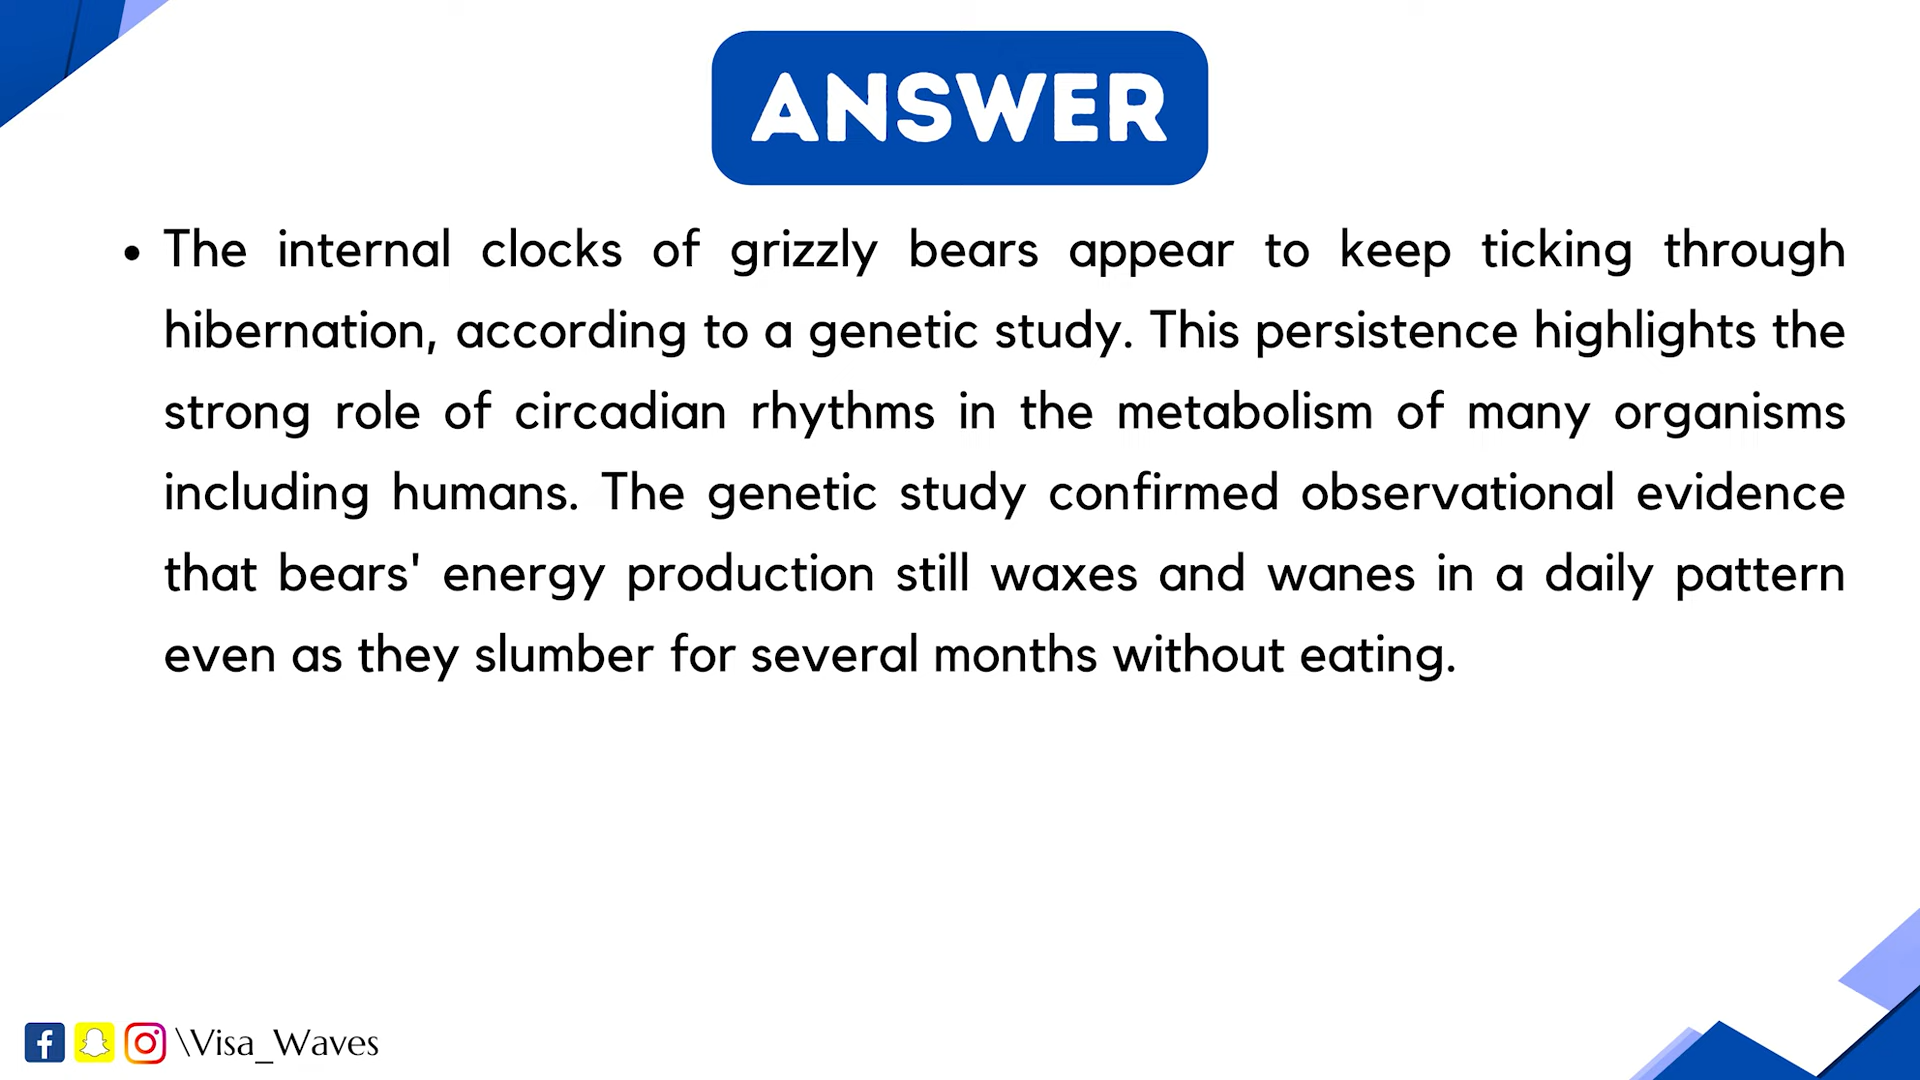 ANSWER
• The internal clocks of grizzly bears appear to keep ticking through
hibernation, according to a genetic study. This persistence highlights the
strong role of circadian rhythms in the metabolism of many organisms
including humans. The genetic study confirmed observational evidence
that bears' energy production still waxes and wanes in a daily pattern
even as they slumber for several months without eating.
\Visa_Waves